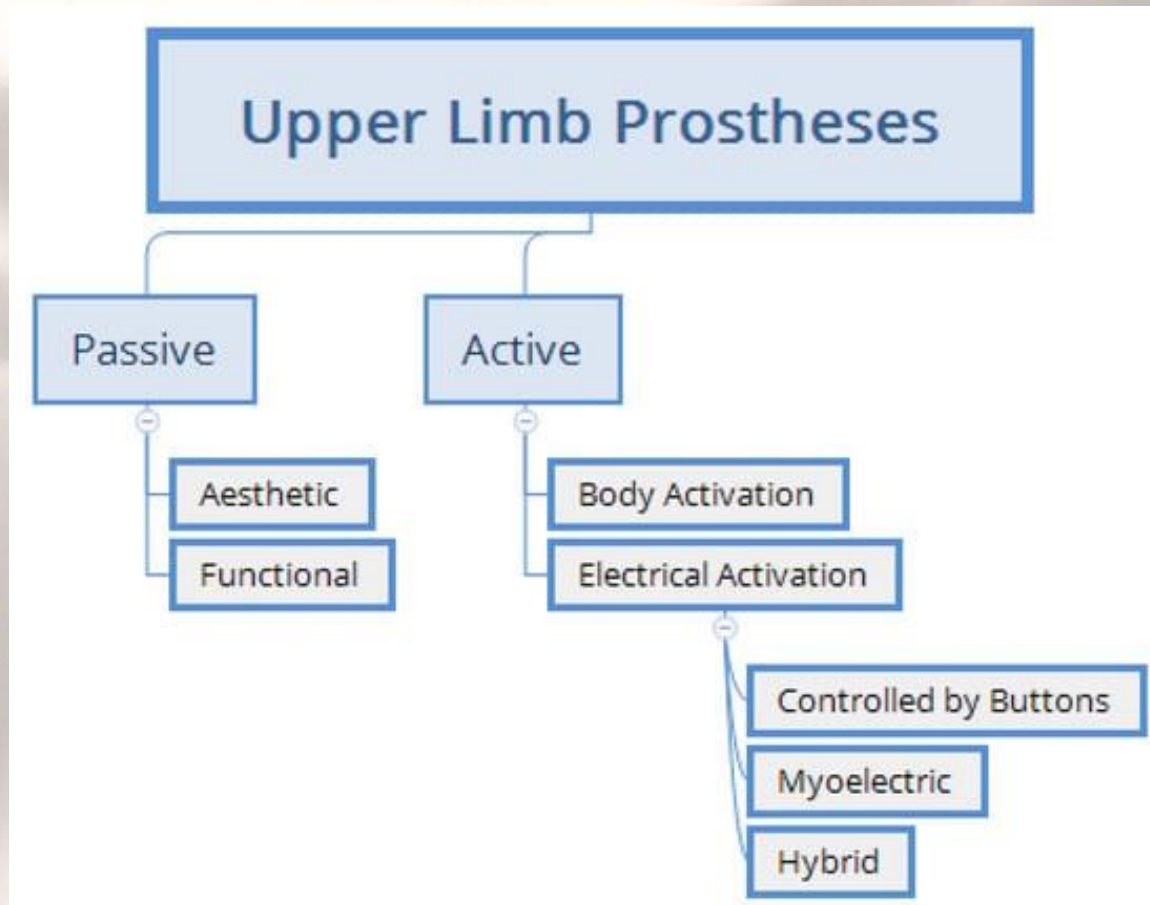 Upper Limb Prostheses
Passive
Active
Aesthetic
Functional
Body Activation
Electrical Activation
Controlled by Buttons
Myoelectric
Hybrid